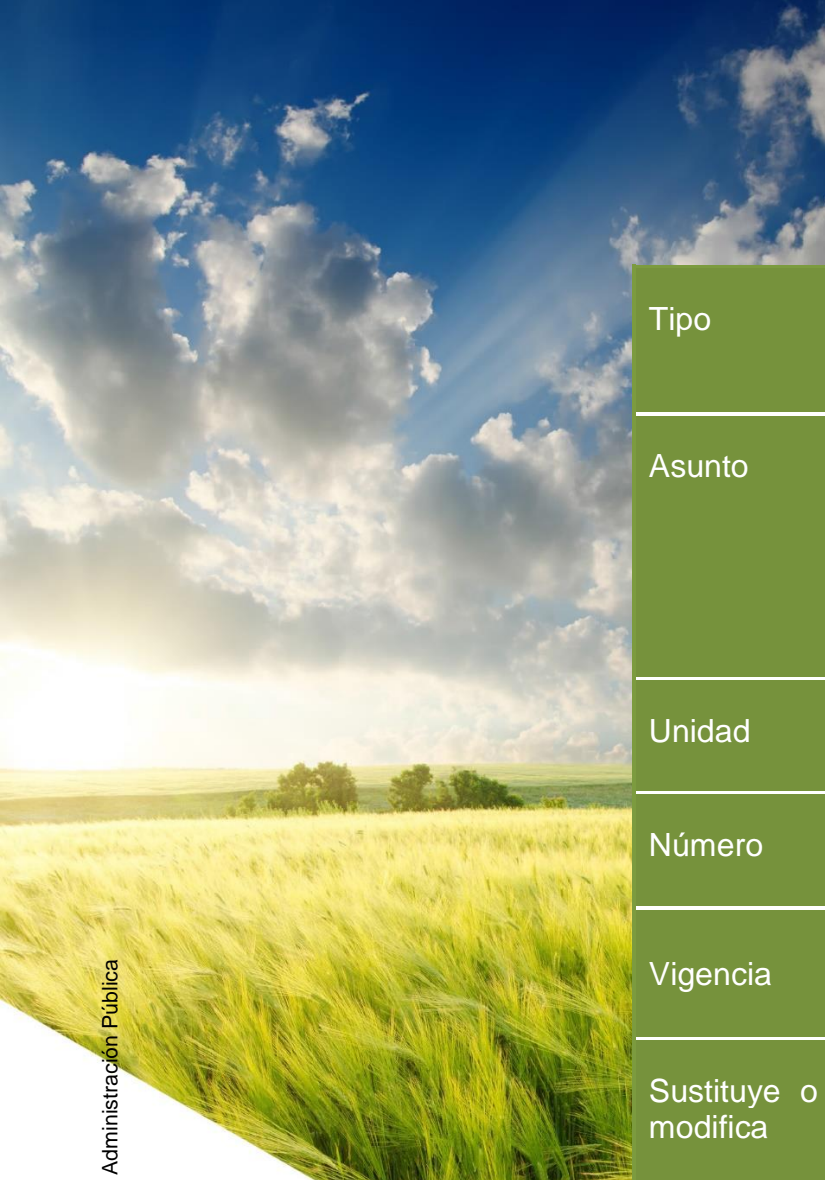 Tipo
Asunto
Unidad
Número
Vigencia
Sustituye o
modifica
Administración Pública